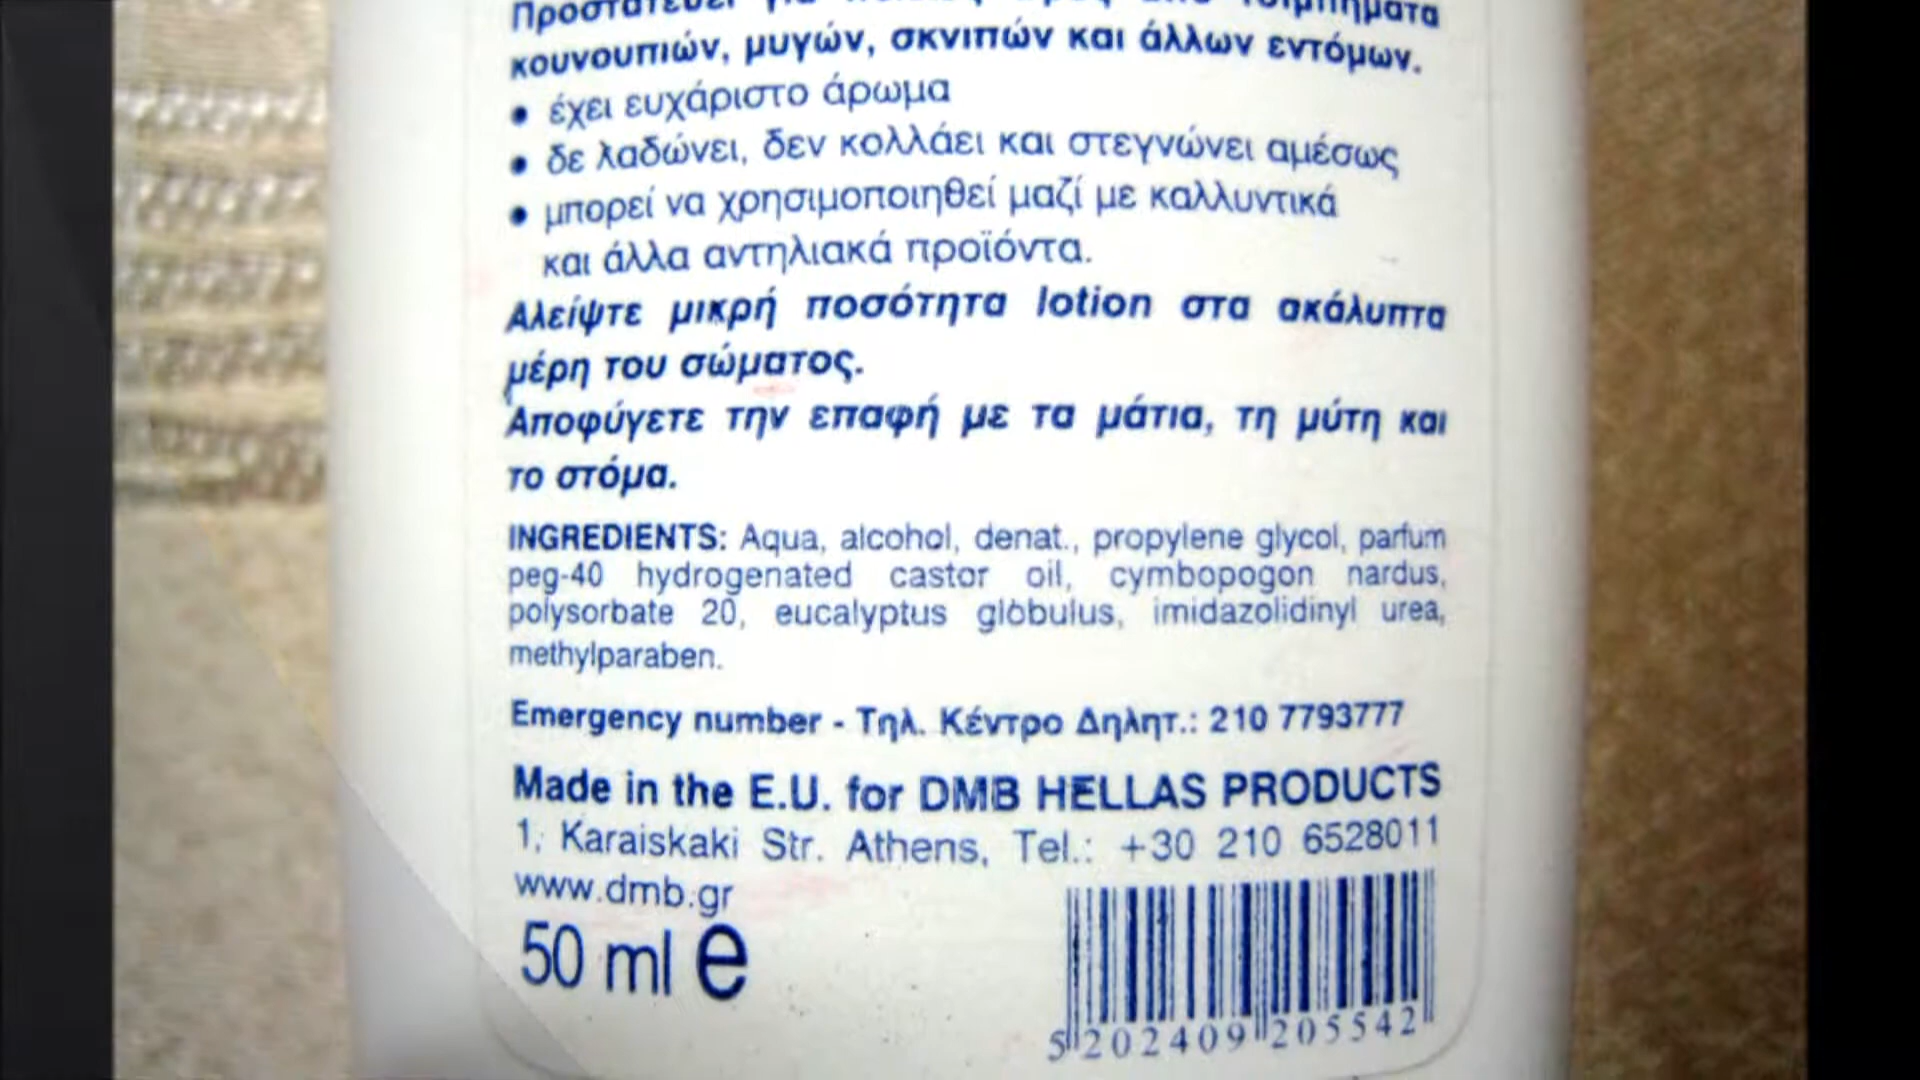 Προστατεύει για
κουνουπιών, μυγών, σκνιπών και άλλων εντόμων.
• έχει ευχάριστο άρωμα
• δε λαδώνει, δεν κολλάει και στεγνώνει αμέσως
• μπορεί να χρησιμοποιηθεί μαζί με καλλυντικά
και άλλα αντηλιακά προϊόντα.
Αλείψτε μικρή ποσότητα lotion στα ακάλυπτα
μέρη του σώματος.
Αποφύγετε την επαφή με τα μάτια, τη μύτη και
το στόμα.
INGREDIENTS: Aqua, alcohol, denat., propylene glycol, parfum
peg-40 hydrogenated castor oil, cymbopogon nardus,
polysorbate 20, eucalyptus globulus, imidazolidinyl urea,
methylparaben.
Emergency number - Τηλ. Κέντρο Δηλητ.: 210 7793777
Made in the E.U. for DMB HELLAS PRODUCTS
1, Karaiskaki Str. Athens, Tel.: +30 210 6528011
www.dmb.gr
50 ml e
5 202409 205542